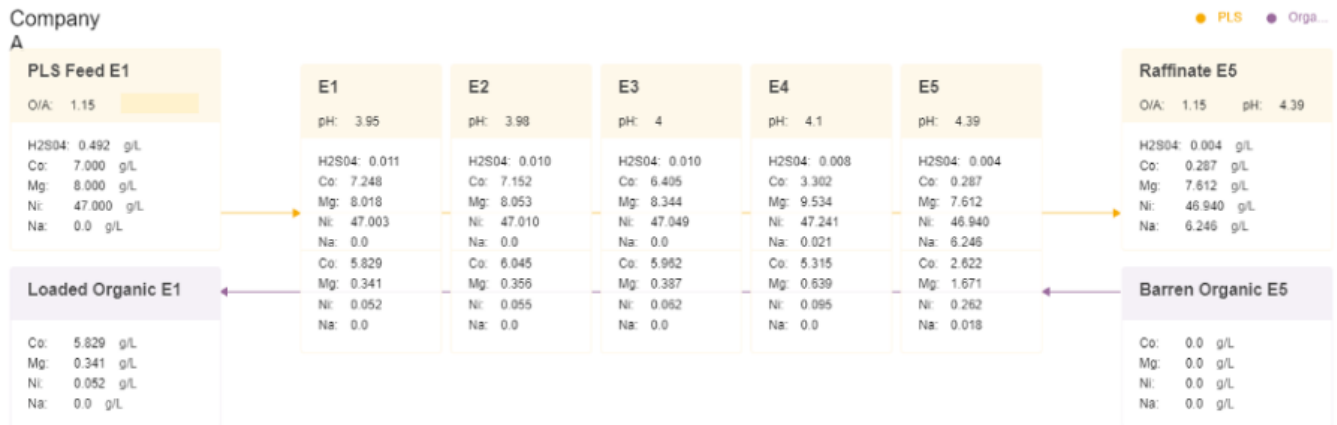 Company
A
PLS
Orga...
PLS Feed E1
O/A: 1.15
H2S04: 0.492 g/L
Co: 7.000 g/L
Mg: 8.000 g/L
Ni: 47.000 g/L
Na: 0.0 g/L
Loaded Organic E1
Co: 5.829 g/L
Mg: 0.341 g/L
Ni: 0.052 g/L
Na: 0.0 g/L
E1
pH: 3.95
H2S04: 0.011
Co: 7.248
Mg: 8.018
Ni: 47.003
Na: 0.0
Co: 5.829
Mg: 0.341
Ni: 0.052
Na: 0.0
E2
pH: 3.98
H2S04: 0.010
Co: 7.152
Mg: 8.053
Ni: 47.010
Na: 0.0
Co: 6.045
Mg: 0.356
Ni: 0.055
Na: 0.0
E3
pH: 4
H2S04: 0.010
Co: 6.405
Mg: 8.344
Ni: 47.049
Na: 0.0
Co: 5.962
Mg: 0.387
Ni: 0.062
Na: 0.0
E4
pH: 4.1
H2S04: 0.008
Co: 3.302
Mg: 9.534
Ni: 47.241
Na: 0.021
Co: 5.315
Mg: 0.639
Ni: 0.095
Na: 0.0
E5
pH: 4.39
H2S04: 0.004
Co: 0.287
Mg: 7.612
Ni: 46.940
Na: 6.246
Co: 2.622
Mg: 1.671
Ni: 0.262
Na: 0.018
Raffinate E5
O/A: 1.15 pH: 4.39
H2S04: 0.004 g/L
Co: 0.287 g/L
Mg: 7.612 g/L
Ni: 46.940 g/L
Na: 6.246 g/L
Barren Organic E5
Co: 0.0 g/L
Mg: 0.0 g/L
Ni: 0.0 g/L
Na: 0.0 g/L